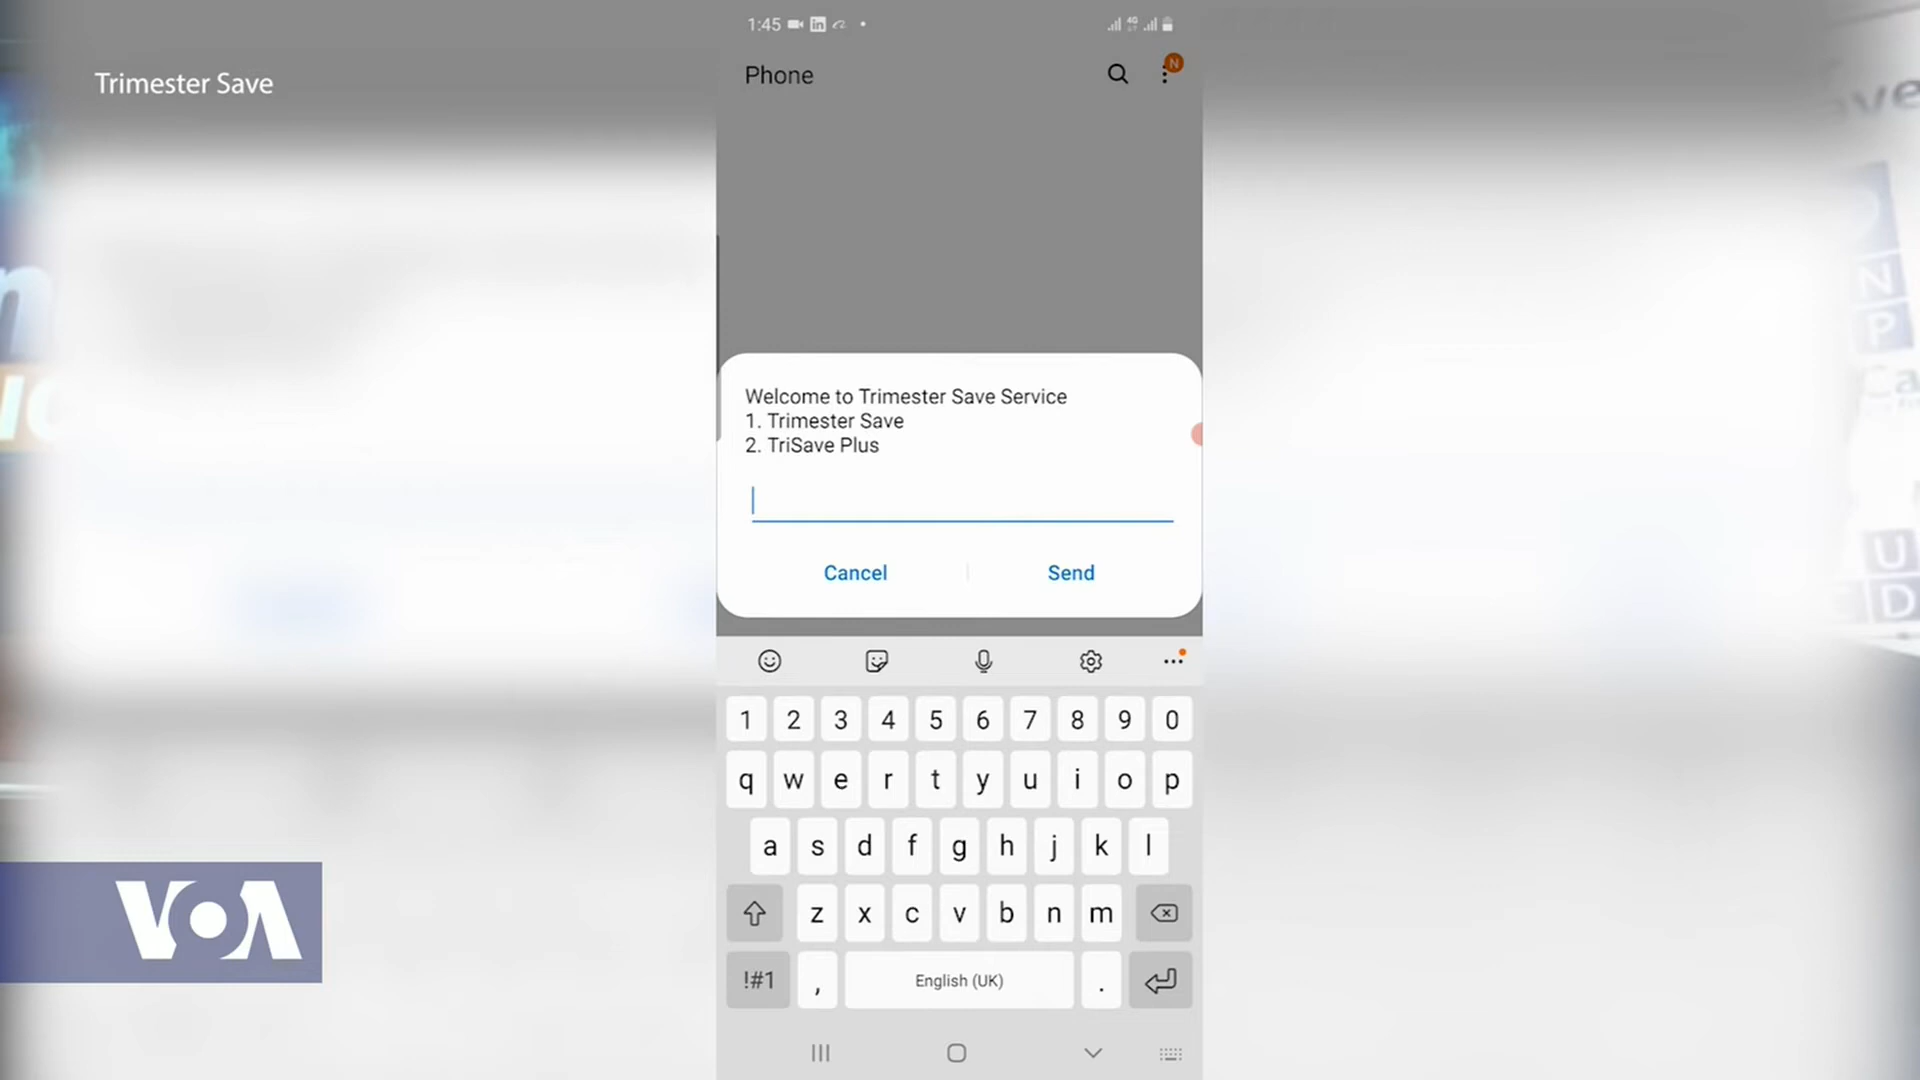 Trimester Save
1:45
4G
Phone
N
Welcome to Trimester Save Service
1. Trimester Save
2. TriSave Plus
Cancel
Send
1 2 3 4 5 6 7 8 9 0
q w e r t y u i o p
a s d f g h j k l
z x c v b n m
!#1 , English (UK) .
VOA